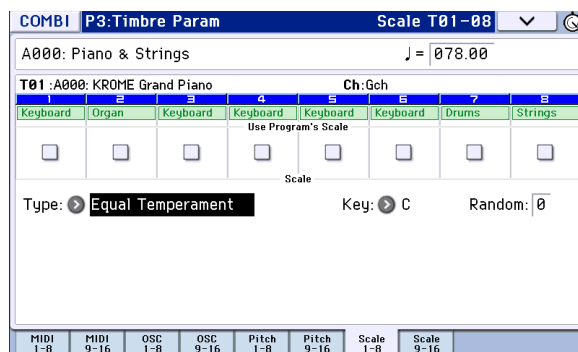 COMBI P3:Timbre Param Scale T01-08
A000: Piano & Strings ♩= 078.00
T01 :A000: KROME Grand Piano Ch:Gch
1 2 3 4 5 6 7 8
Keyboard Organ Keyboard Keyboard Keyboard Keyboard Drums Strings
Use Program's Scale
Scale
Type: Equal Temperament Key: C Random: 0
MIDI 1-8 MIDI 9-16 OSC 1-8 OSC 9-16 Pitch 1-8 Pitch 9-16 Scale 1-8 Scale 9-16